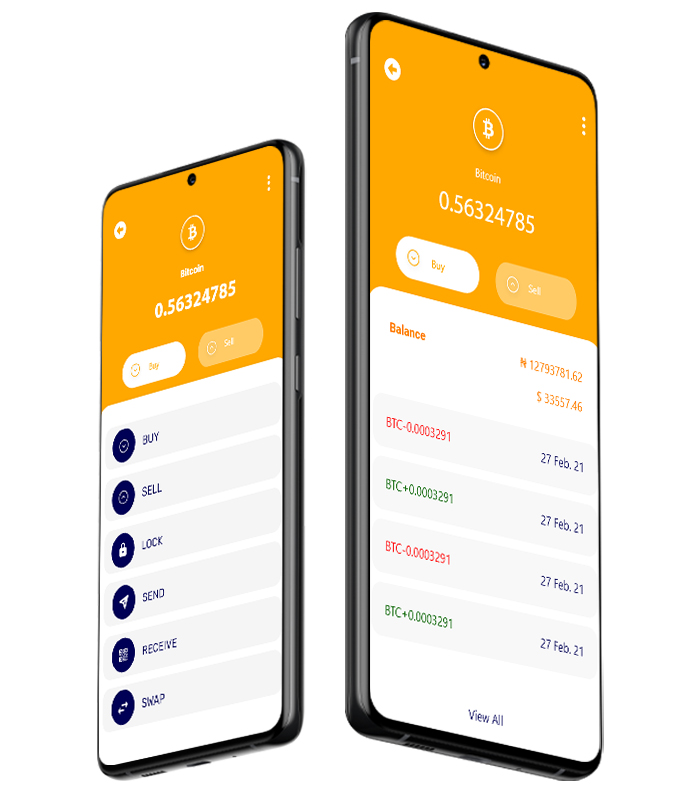 Bitcoin
0.56324785
Buy
Sell
BUY
SELL
LOCK
SEND
RECEIVE
SWAP
Bitcoin
0.56324785
Buy
Sell
Balance
₦ 12793781.62
$ 33557.46
BTC-0.0003291
27 Feb. 21
BTC+0.0003291
27 Feb. 21
BTC-0.0003291
27 Feb. 21
BTC+0.0003291
27 Feb. 21
View All